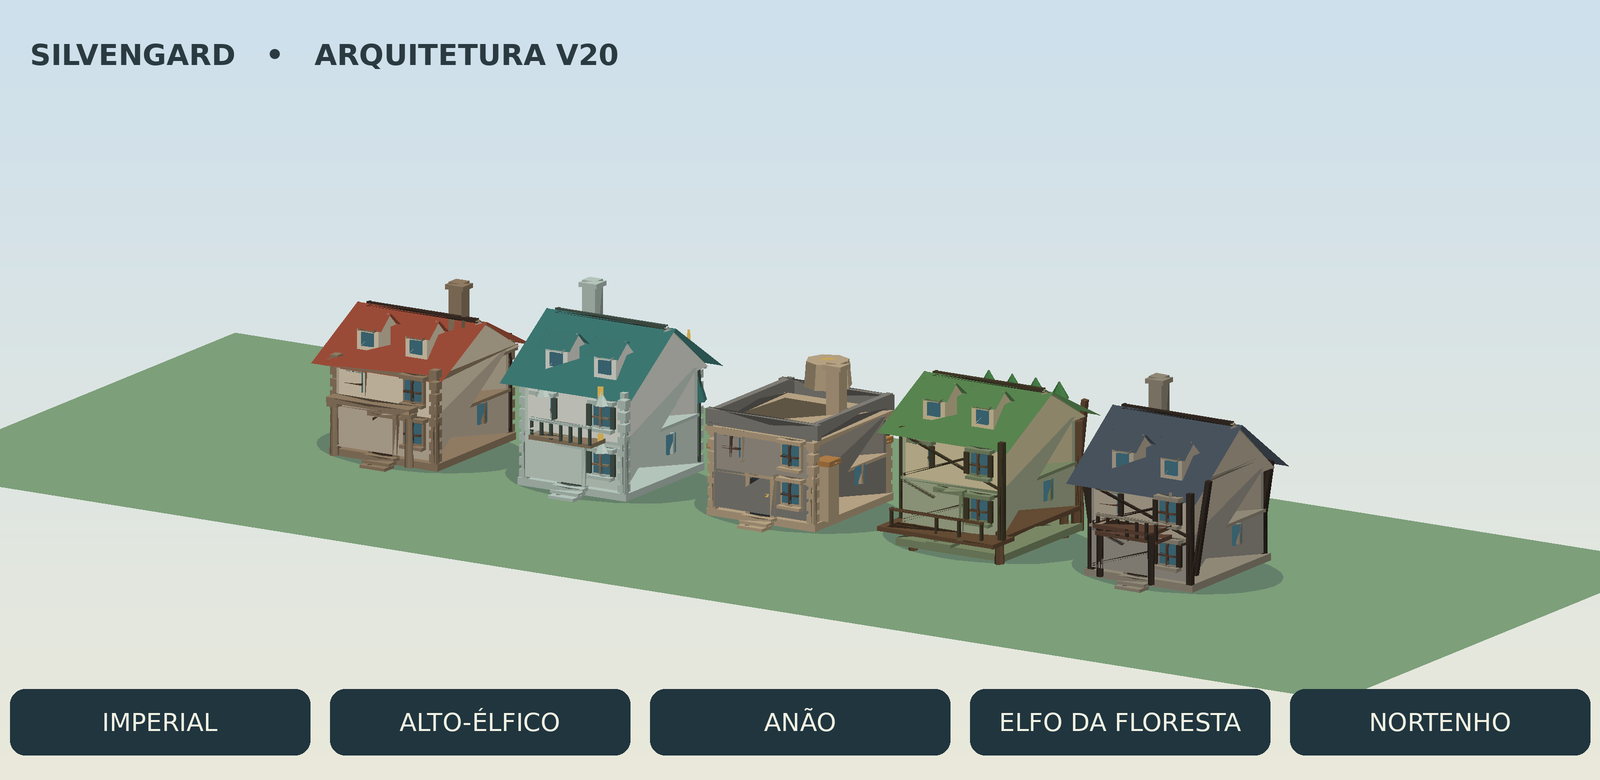 SILVENGARD • ARQUITETURA V20
IMPERIAL
ALTO-ÉLFICO
ANÃO
ELFO DA FLORESTA
NORTENHO